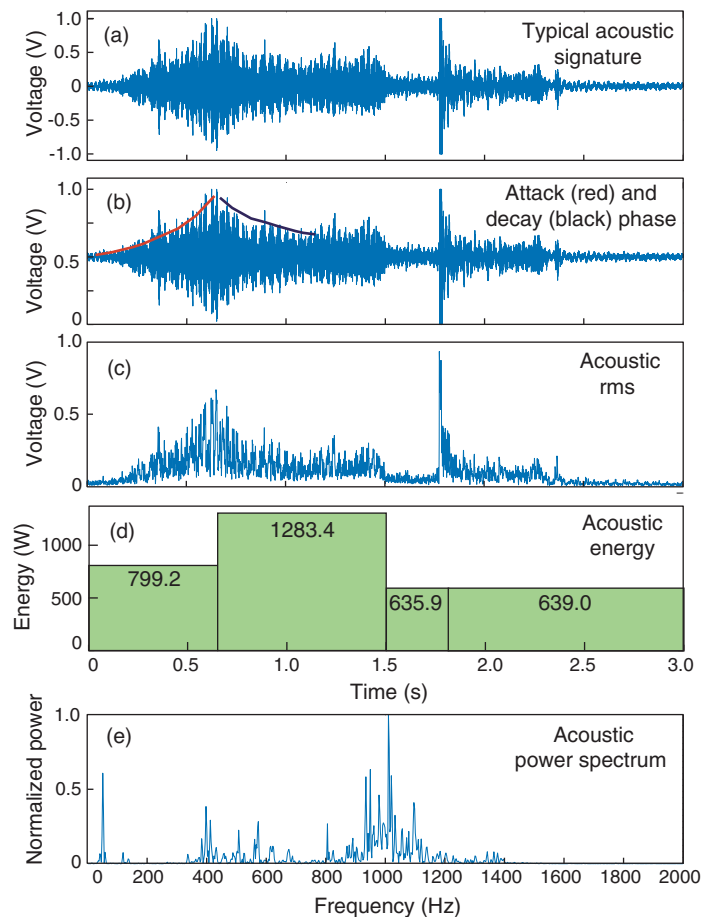 (a)
Typical acoustic
signature
Voltage (V)
1.0
0.5
0
-0.5
-1.0
(b)
Attack (red) and
decay (black) phase
Voltage (V)
1.0
0.5
0
(c)
Acoustic
rms
Voltage (V)
1.0
0.5
0
(d)
Acoustic
energy
Energy (W)
1000
500
0
799.2
1283.4
635.9
639.0
0 0.5 1.0 1.5 2.0 2.5 3.0
Time (s)
(e)
Acoustic
power spectrum
Normalized power
1.0
0.5
0
0 200 400 600 800 1000 1200 1400 1600 1800 2000
Frequency (Hz)